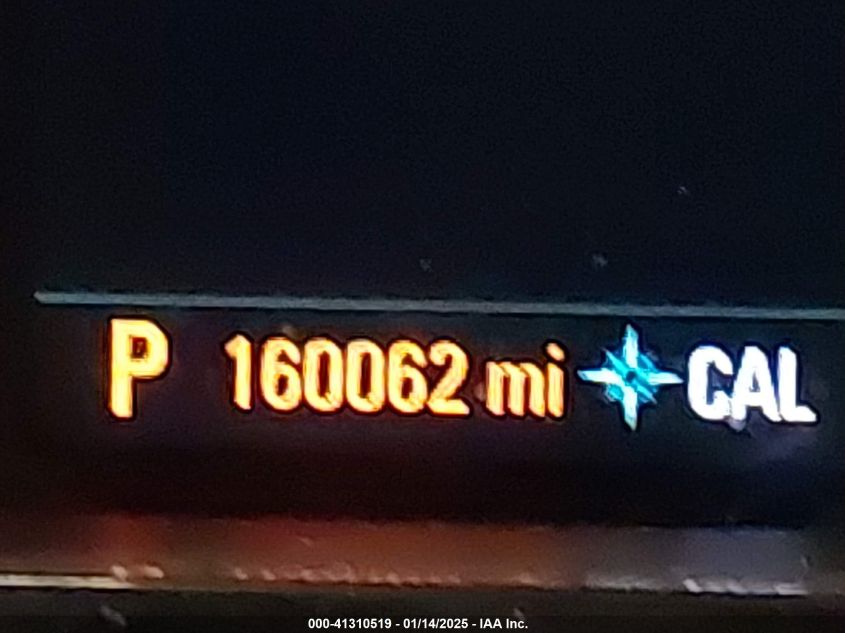 P 160062 mi CAL
000-41310519 - 01/14/2025 - IAA Inc.